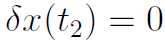 δx(t₂) = 0